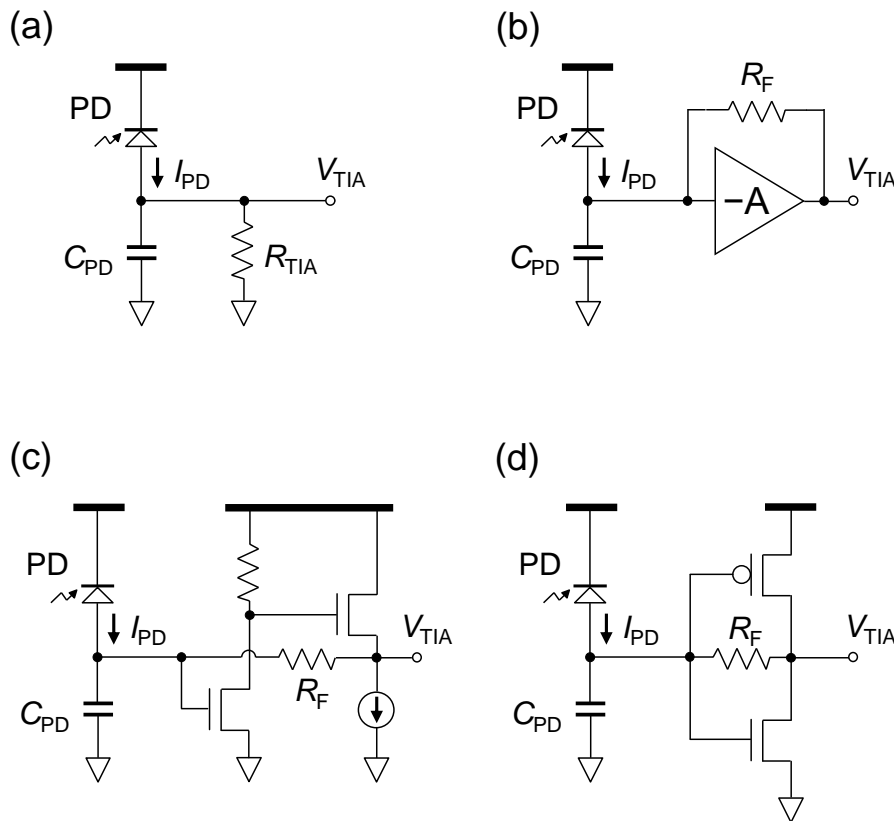 (a)
PD
I_PD
V_TIA
C_PD
R_TIA
(b)
R_F
PD
I_PD
V_TIA
−A
C_PD
(c)
PD
I_PD
V_TIA
R_F
C_PD
(d)
PD
I_PD
R_F
V_TIA
C_PD